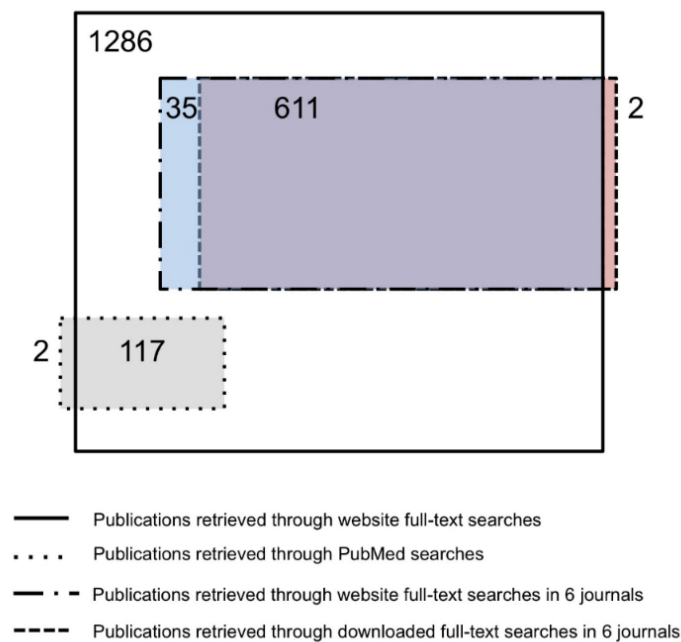 1286
35 611 2
2 117
Publications retrieved through website full-text searches
Publications retrieved through PubMed searches
Publications retrieved through website full-text searches in 6 journals
Publications retrieved through downloaded full-text searches in 6 journals